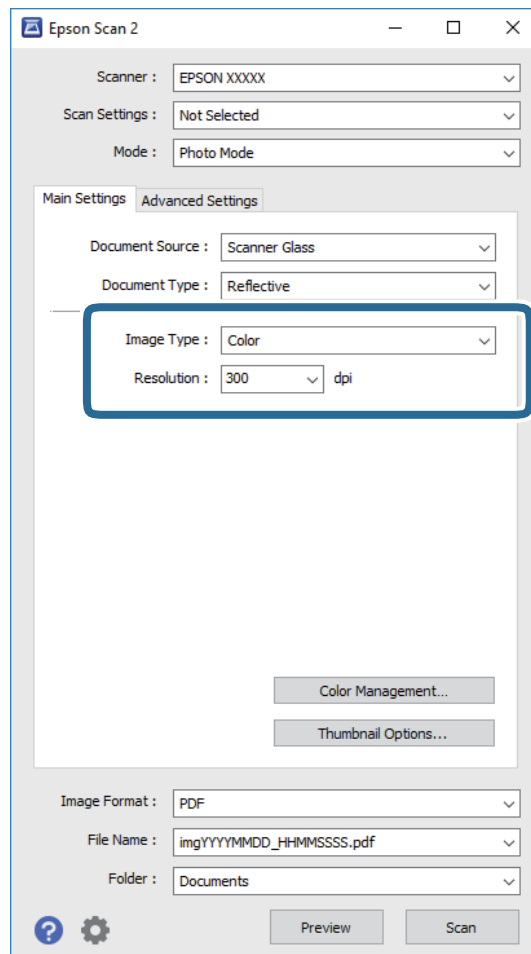 Epson Scan 2
Scanner : EPSON XXXXX
Scan Settings : Not Selected
Mode : Photo Mode
Main Settings Advanced Settings
Document Source : Scanner Glass
Document Type : Reflective
Image Type : Color
Resolution : 300 dpi
Color Management...
Thumbnail Options...
Image Format : PDF
File Name : imgYYYYMMDD_HHMMSSSS.pdf
Folder : Documents
? Preview Scan